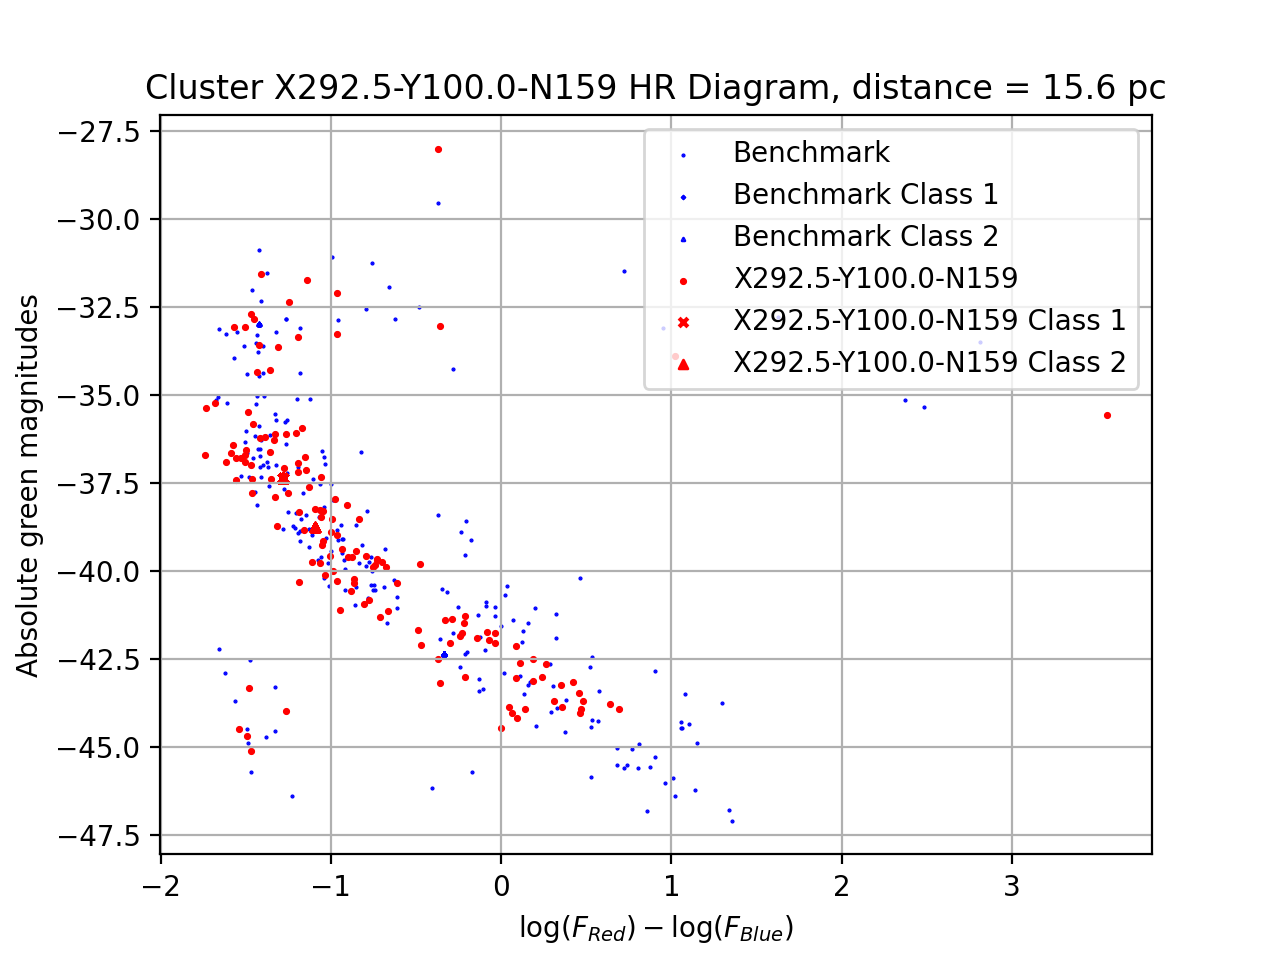 Cluster X292.5-Y100.0-N159 HR Diagram, distance = 15.6 pc
Absolute green magnitudes
−27.5
−30.0
−32.5
−35.0
−37.5
−40.0
−42.5
−45.0
−47.5
Benchmark
Benchmark Class 1
Benchmark Class 2
X292.5-Y100.0-N159
X292.5-Y100.0-N159 Class 1
X292.5-Y100.0-N159 Class 2
−2 −1 0 1 2 3
log(F_Red) − log(F_Blue)